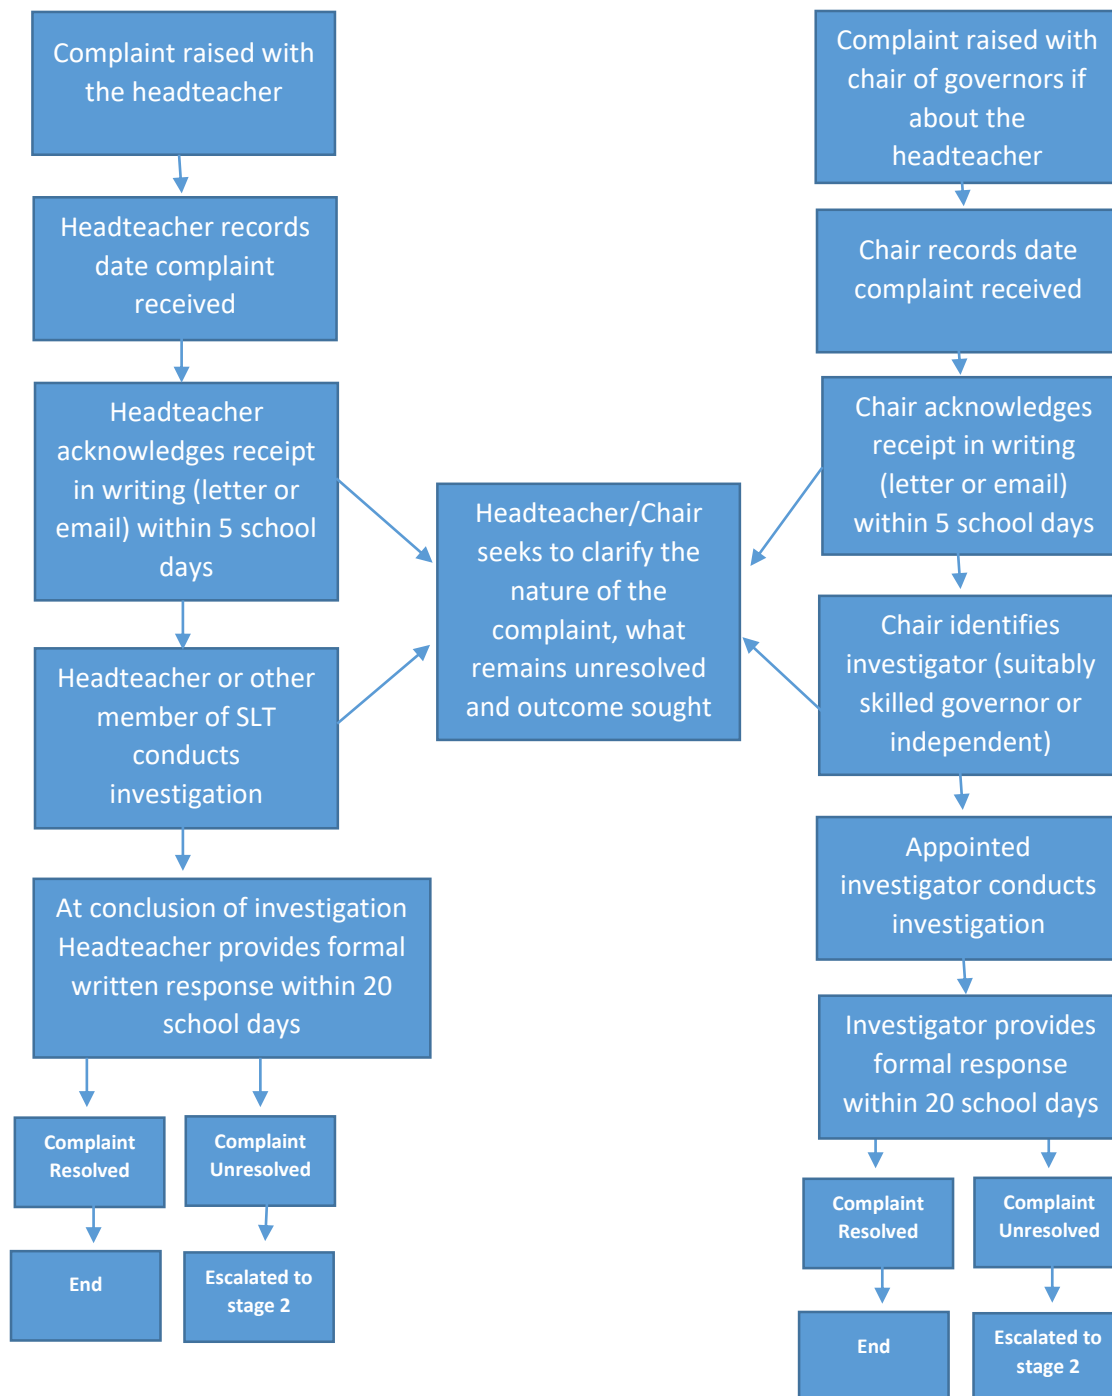 Complaint raised with
the headteacher
Headteacher records
date complaint
received
Headteacher
acknowledges receipt
in writing (letter or
email) within 5 school
days
Headteacher or other
member of SLT
conducts
investigation
At conclusion of investigation
Headteacher provides formal
written response within 20
school days
Complaint
Resolved
Complaint
Unresolved
End
Escalated to
stage 2
Headteacher/Chair
seeks to clarify the
nature of the
complaint, what
remains unresolved
and outcome sought
Complaint raised with
chair of governors if
about the
headteacher
Chair records date
complaint received
Chair acknowledges
receipt in writing
(letter or email)
within 5 school days
Chair identifies
investigator (suitably
skilled governor or
independent)
Appointed
investigator conducts
investigation
Investigator provides
formal response
within 20 school days
Complaint
Resolved
Complaint
Unresolved
End
Escalated to
stage 2